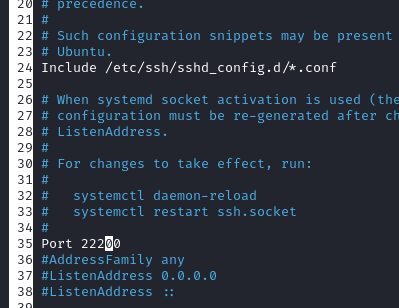 20 # precedence.
21 #
22 # Such configuration snippets may be present
23 # Ubuntu.
24 Include /etc/ssh/sshd_config.d/*.conf
25
26 # When systemd socket activation is used (the
27 # configuration must be re-generated after ch
28 # ListenAddress.
29 #
30 # For changes to take effect, run:
31 #
32 #   systemctl daemon-reload
33 #   systemctl restart ssh.socket
34 #
35 Port 22200
36 #AddressFamily any
37 #ListenAddress 0.0.0.0
38 #ListenAddress ::
39